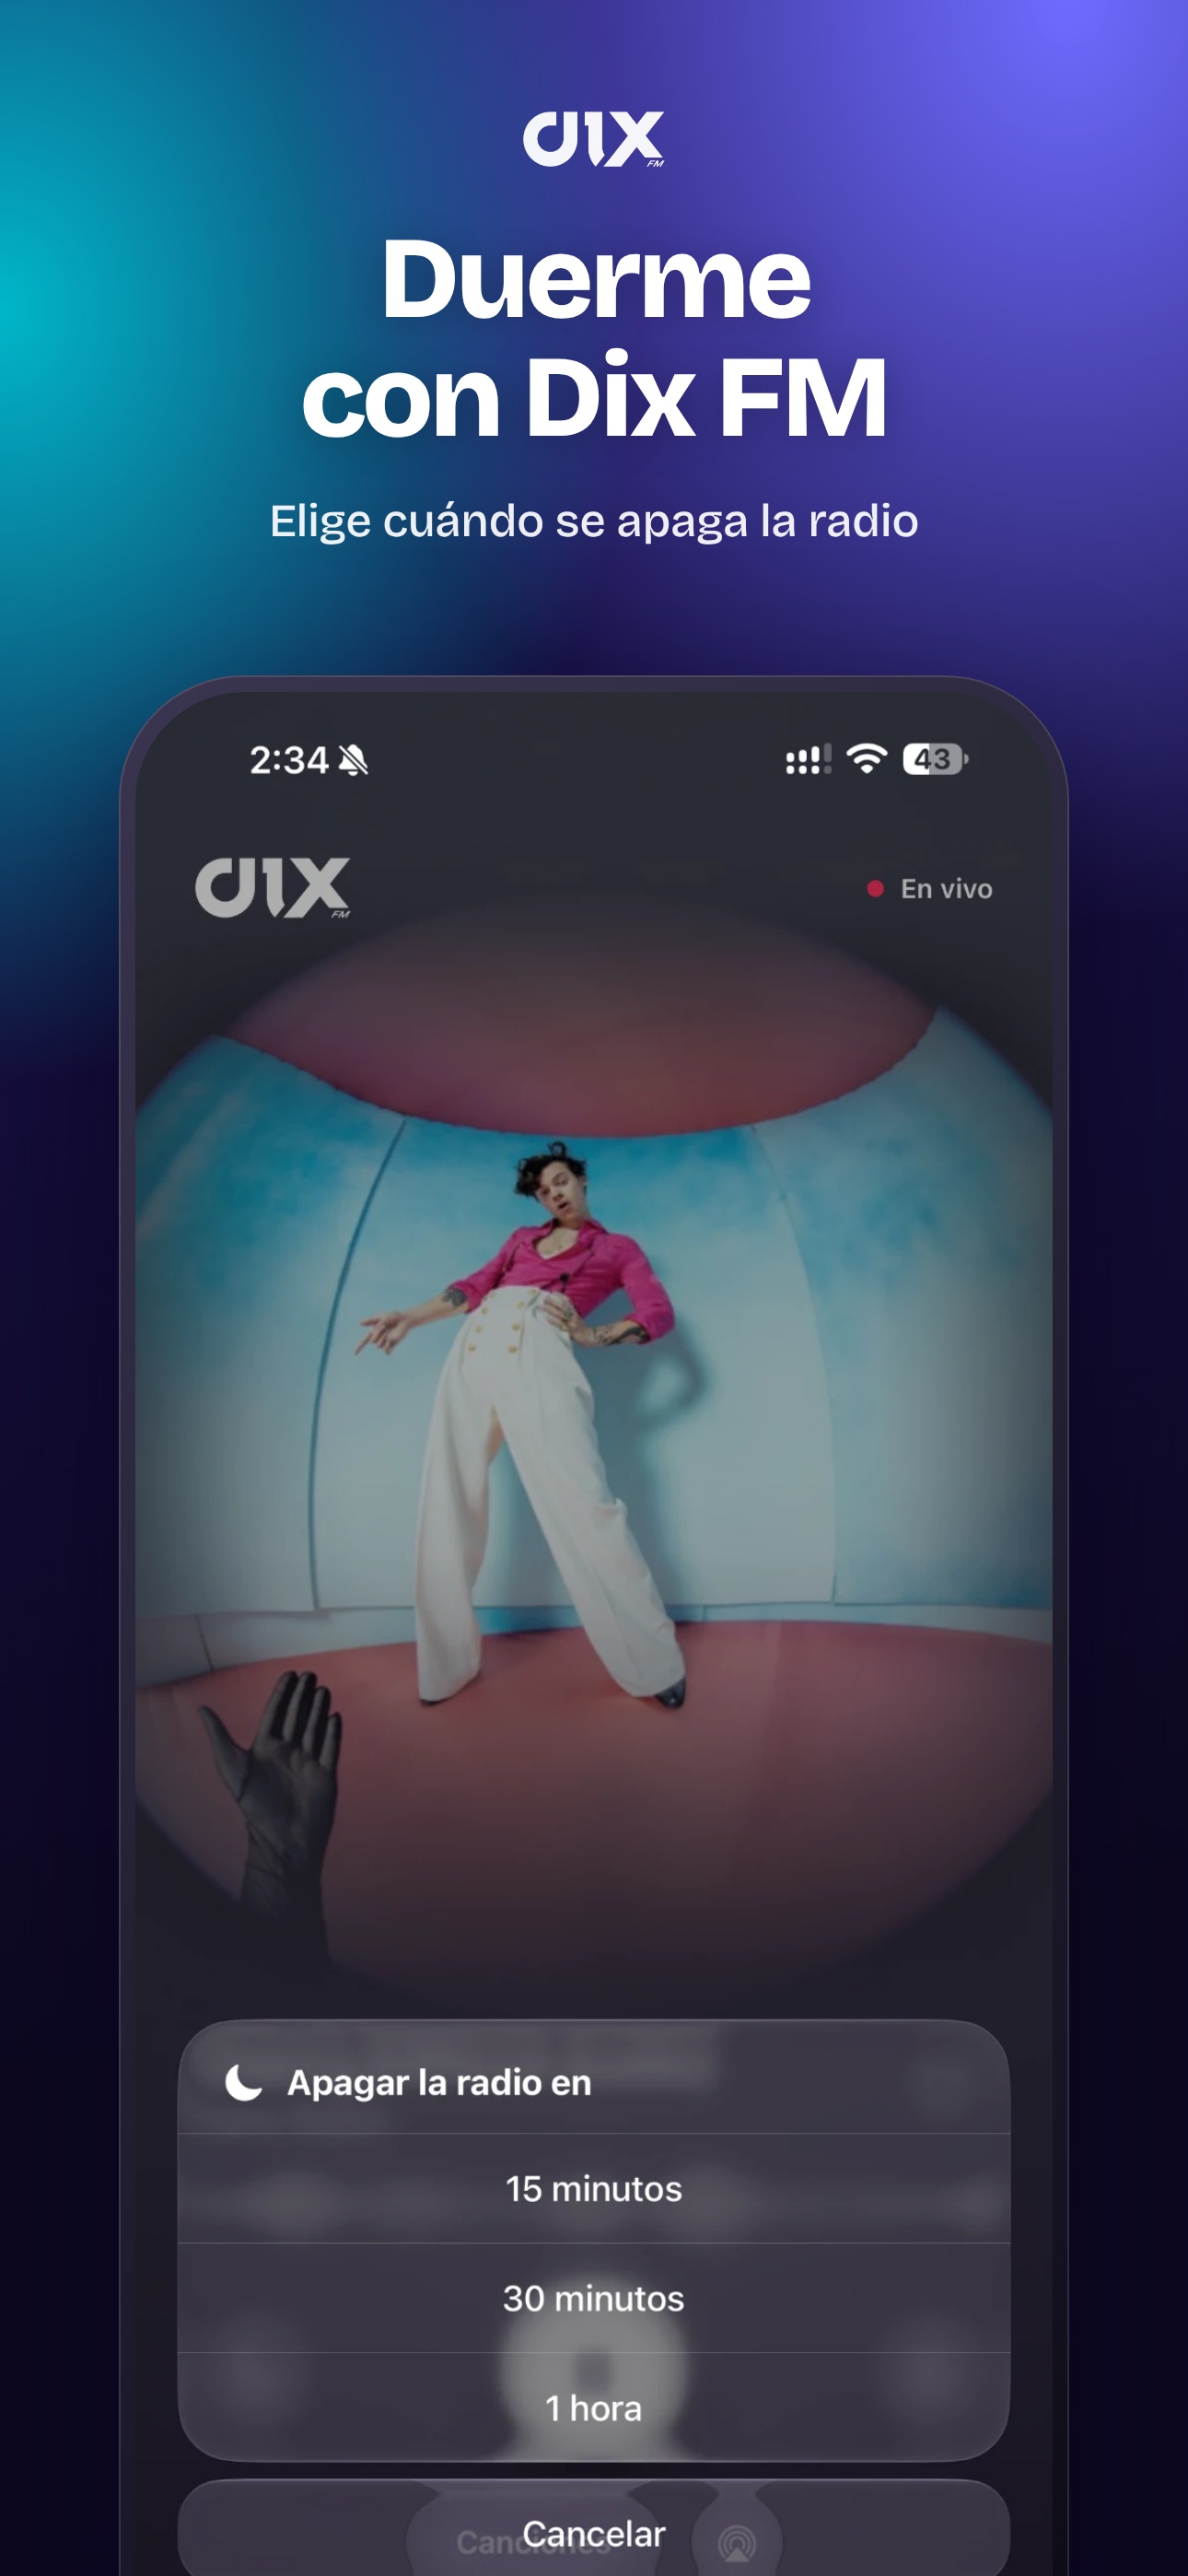 dix FM
Duerme
con Dix FM
Elige cuándo se apaga la radio
2:34
43
dix FM
En vivo
Apagar la radio en
15 minutos
30 minutos
1 hora
Cancelar
Canciones